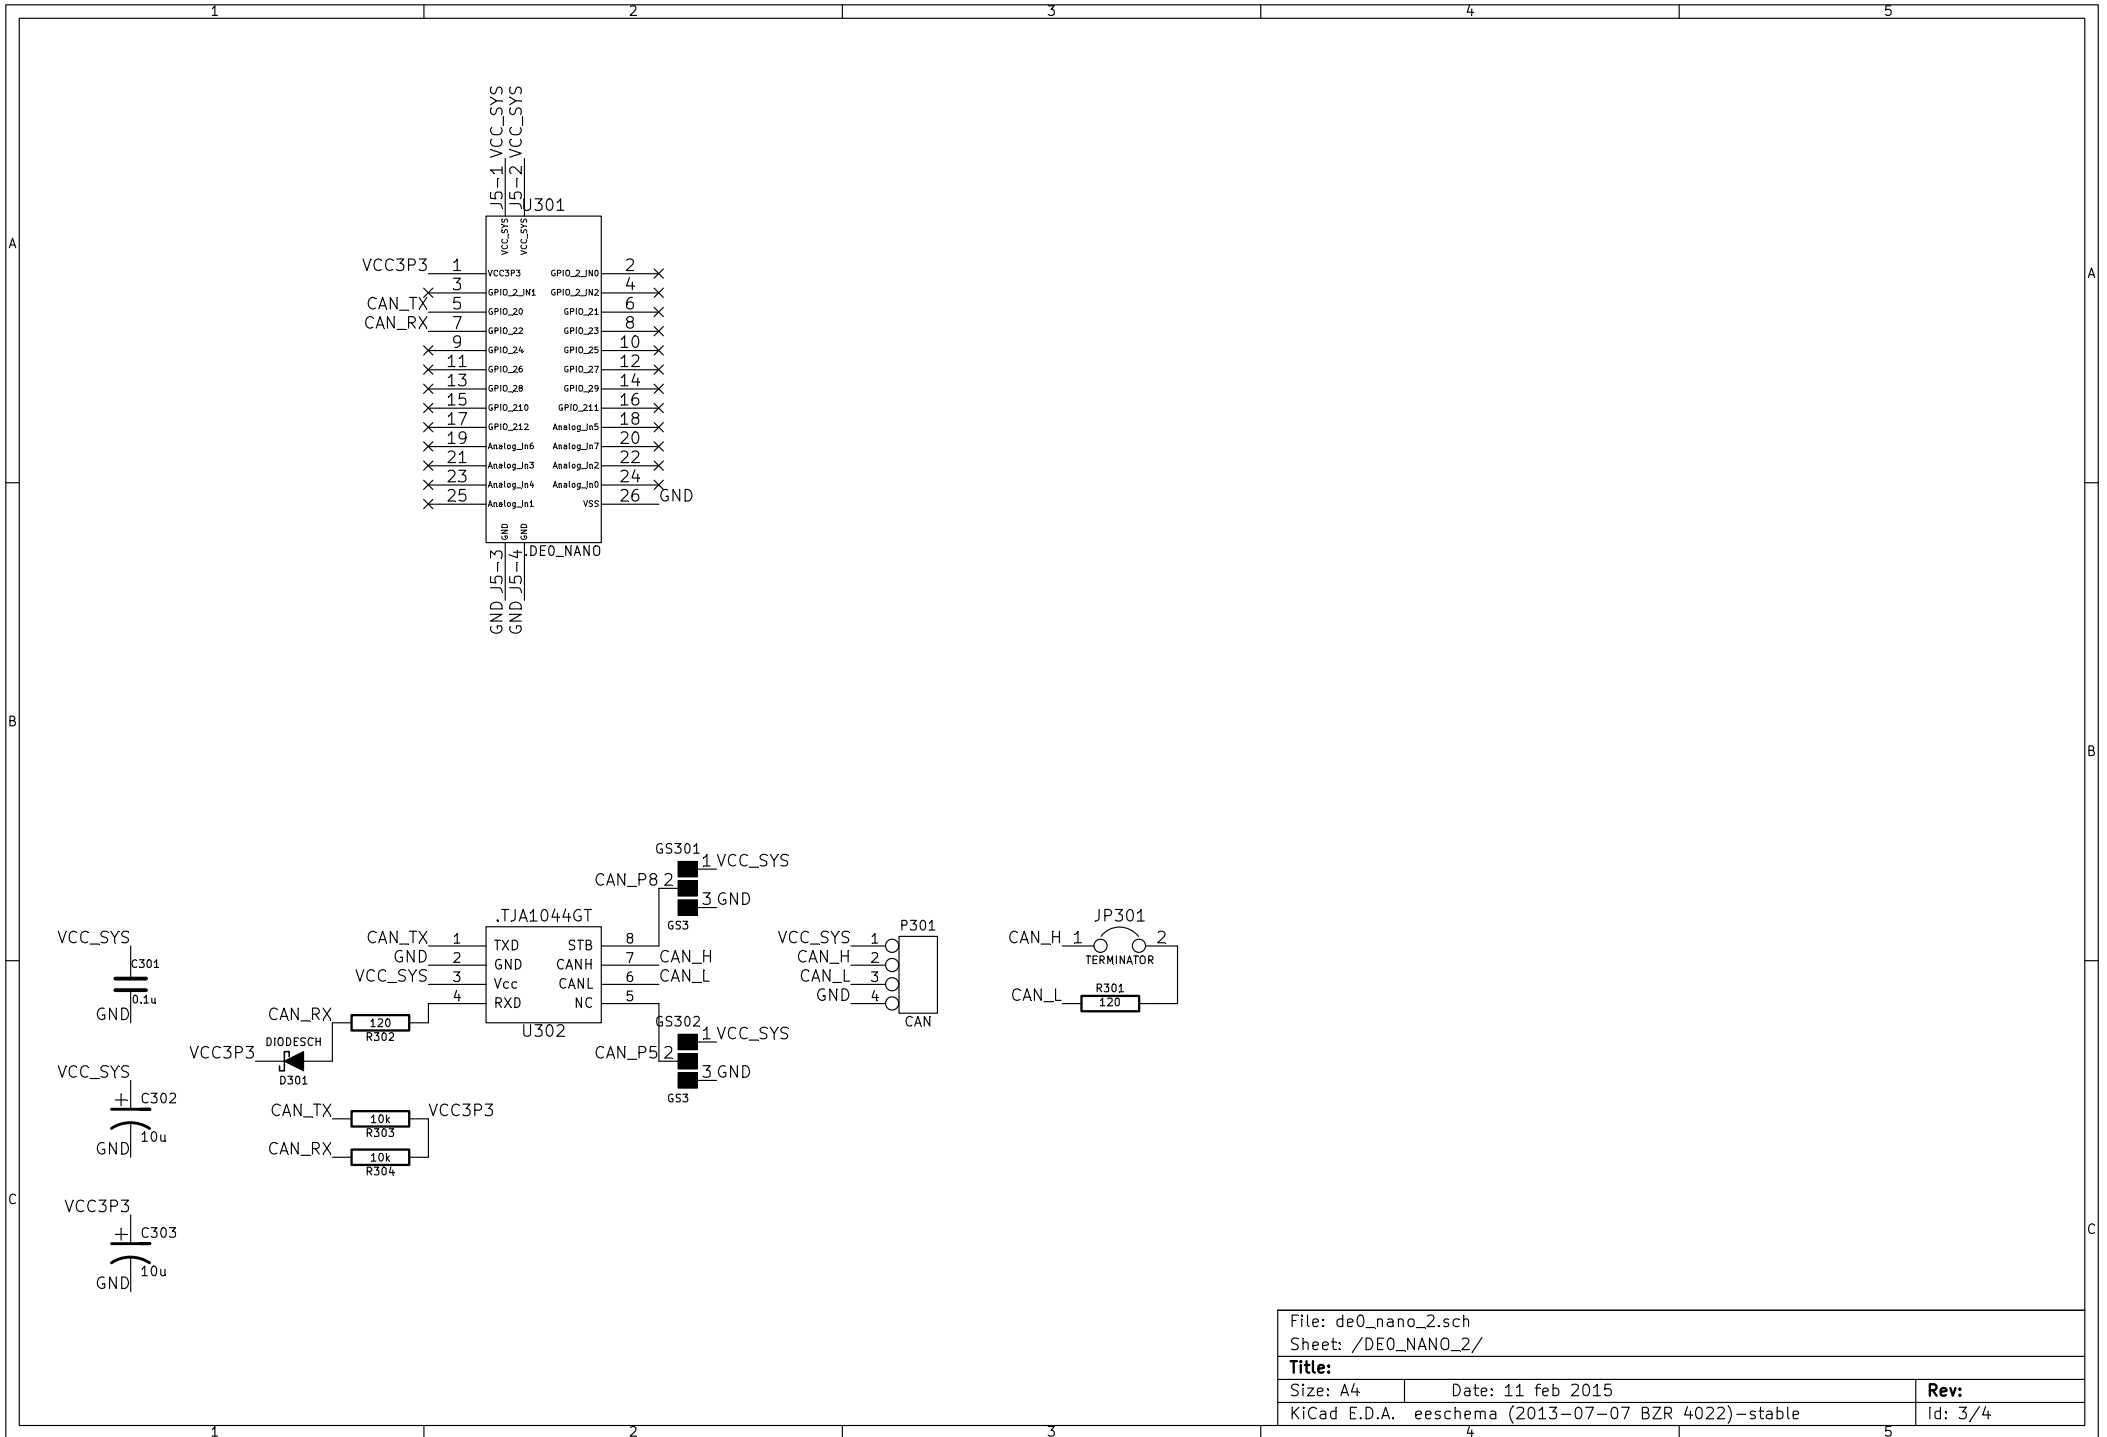 1 2 3 4 5
J5-1 VCC_SYS
J5-2 VCC_SYS
U301
VCC_SYS VCC_SYS
A A
VCC3P3 1 VCC3P3 GPIO_2_IN0 2
3 GPIO_2_IN1 GPIO_2_IN2 4
CAN_TX 5 GPIO_20 GPIO_21 6
CAN_RX 7 GPIO_22 GPIO_23 8
9 GPIO_24 GPIO_25 10
11 GPIO_26 GPIO_27 12
13 GPIO_28 GPIO_29 14
15 GPIO_210 GPIO_211 16
17 GPIO_212 Analog_In5 18
19 Analog_In6 Analog_In7 20
21 Analog_In3 Analog_In2 22
23 Analog_In4 Analog_In0 24
25 Analog_In1 VSS 26 GND
GND GND
.DE0_NANO
GND J5-3
GND J5-4
B B
GS301
1 VCC_SYS
CAN_P8 2
3 GND
GS3
.TJA1044GT
CAN_TX 1 TXD STB 8
GND 2 GND CANH 7 CAN_H
VCC_SYS 3 Vcc CANL 6 CAN_L
4 RXD NC 5
U302
GS302
1 VCC_SYS
CAN_P5 2
3 GND
GS3
P301
VCC_SYS 1
CAN_H 2
CAN_L 3
GND 4
CAN
JP301
CAN_H 1 2
TERMINATOR
R301
CAN_L 120
VCC_SYS
C301
0.1u
GND
CAN_RX 120
R302
DIODESCH
VCC3P3
D301
VCC_SYS
+ C302
10u
GND
CAN_TX 10k VCC3P3
R303
CAN_RX 10k
R304
C C
VCC3P3
+ C303
10u
GND
File: de0_nano_2.sch
Sheet: /DE0_NANO_2/
Title:
Size: A4 Date: 11 feb 2015 Rev:
KiCad E.D.A. eeschema (2013-07-07 BZR 4022)-stable Id: 3/4
1 2 3 4 5